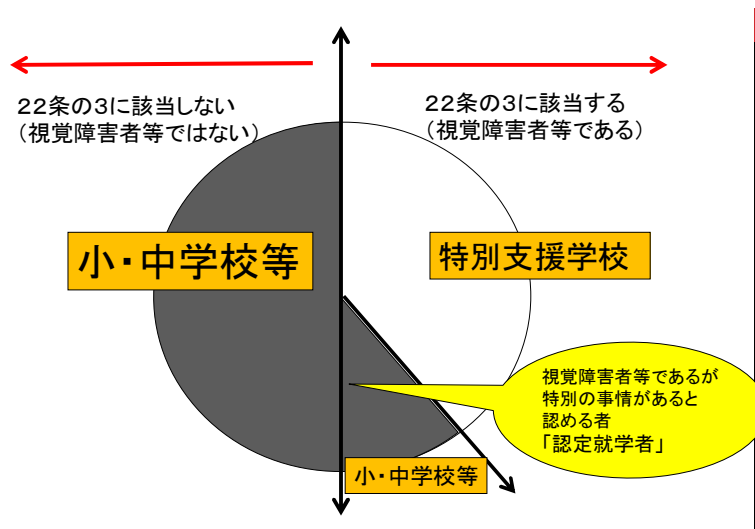 22条の3に該当しない
（視覚障害者等ではない）
22条の3に該当する
（視覚障害者等である）
小・中学校等
特別支援学校
視覚障害者等であるが
特別の事情があると
認める者
「認定就学者」
小・中学校等